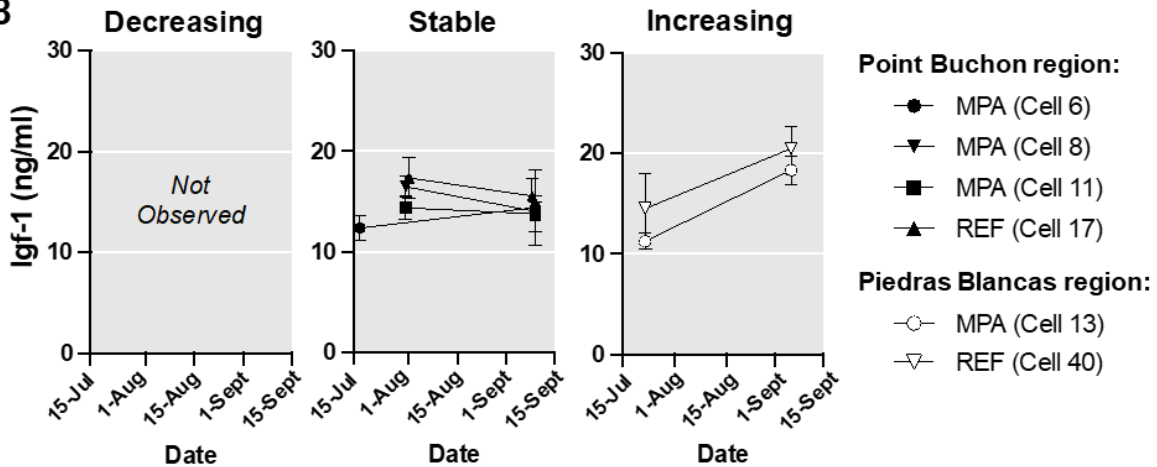 B
Decreasing
Stable
Increasing
Igf-1 (ng/ml)
30
20
10
0
Not
Observed
15-Jul
1-Aug
15-Aug
1-Sept
15-Sept
Date
30
20
10
0
15-Jul
1-Aug
15-Aug
1-Sept
15-Sept
Date
30
20
10
0
15-Jul
1-Aug
15-Aug
1-Sept
15-Sept
Date
Point Buchon region:
MPA (Cell 6)
MPA (Cell 8)
MPA (Cell 11)
REF (Cell 17)
Piedras Blancas region:
MPA (Cell 13)
REF (Cell 40)